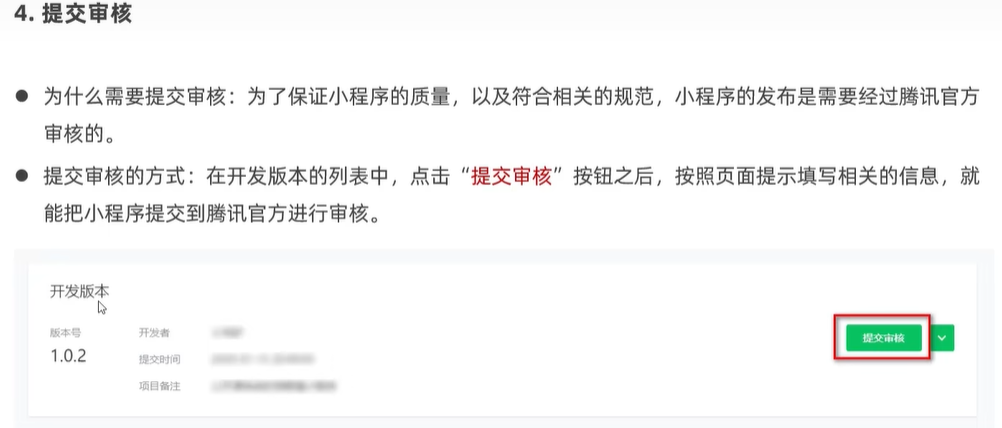 4. 提交审核
● 为什么需要提交审核：为了保证小程序的质量，以及符合相关的规范，小程序的发布是需要经过腾讯官方
审核的。
● 提交审核的方式：在开发版本的列表中，点击“提交审核”按钮之后，按照页面提示填写相关的信息，就
能把小程序提交到腾讯官方进行审核。
开发版本
版本号 开发者
提交审核
1.0.2 提交时间
项目备注